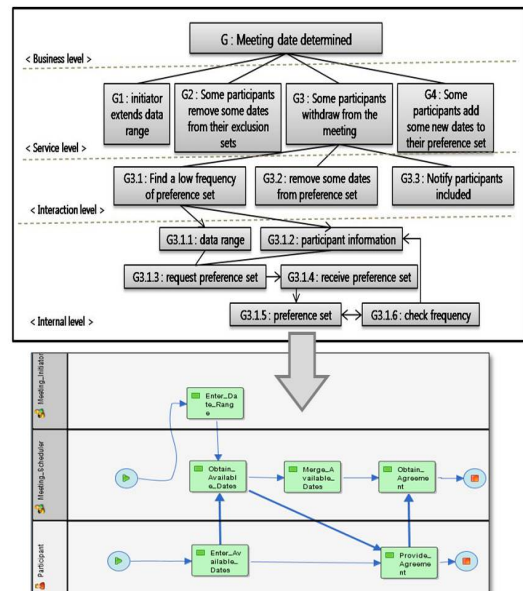 G : Meeting date determined
< Business level >
G1 : initiator
extends data
range
G2 : Some participants
remove some dates
from their exclusion
sets
G3 : Some participants
withdraw from the
meeting
G4 : Some
participants add
some new dates to
their preference set
< Service level >
G3.1 : Find a low frequency
of preference set
G3.2 : remove some dates
from preference set
G3.3 : Notify participants
included
< Interaction level >
G3.1.1 : data range
G3.1.2 : participant information
G3.1.3 : request preference set
G3.1.4 : receive preference set
G3.1.5 : preference set
G3.1.6 : check frequency
< Internal level >
Meeting_Initiator
Enter_Da
te_Rang
e
Meeting_Scheduler
Obtain_
Availabl
e_Dates
Merge_A
vailable
_Dates
Obtain_
Agreeme
nt
Participant
Enter_Av
ailable_
Dates
Provide_
Agreeme
nt